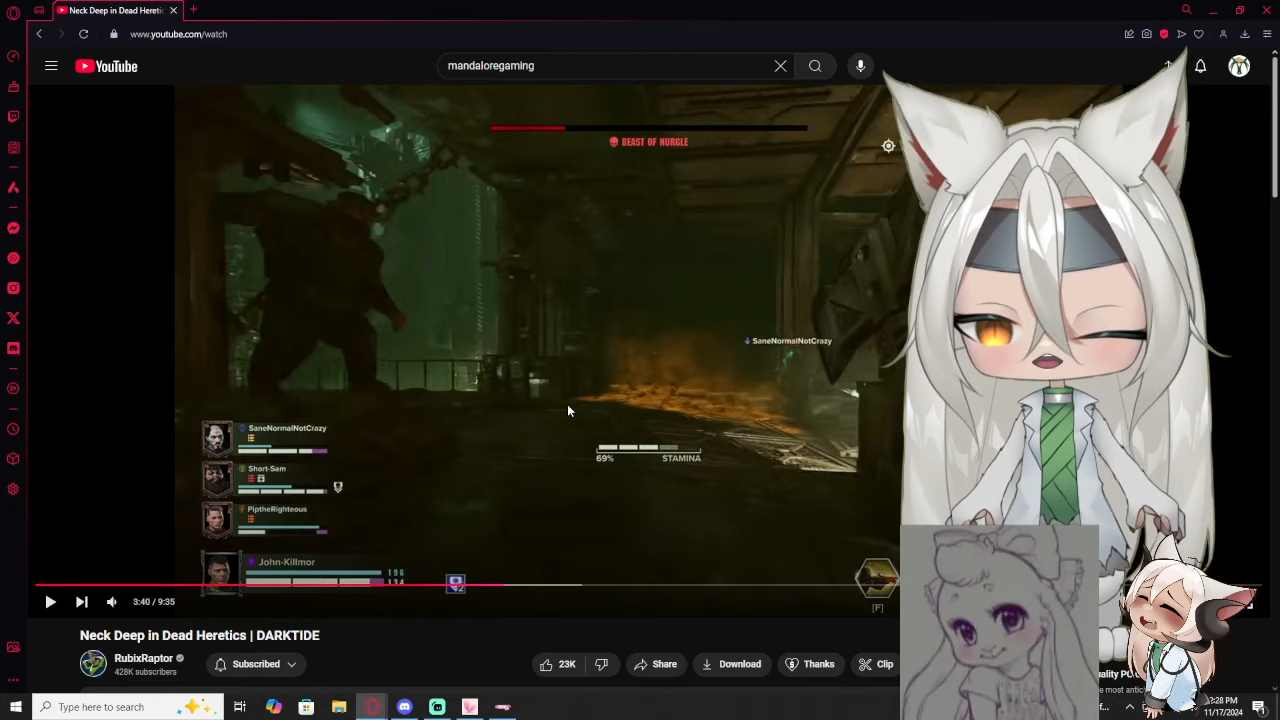 Neck Deep in Dead Heretic
www.youtube.com/watch
YouTube
mandaloregaming
BEAST OF NURGLE
SaneNormalNotCrazy
SaneNormalNotCrazy
69% STAMINA
Short-Sam
PiptheRighteous
John-Killmor
196
134
2
[F]
3:40 / 9:35
Neck Deep in Dead Heretics | DARKTIDE
RubixRaptor
428K subscribers
Subscribed
23K
Share
Download
Thanks
Clip
Type here to search
:28 PM
11/17/2024
1